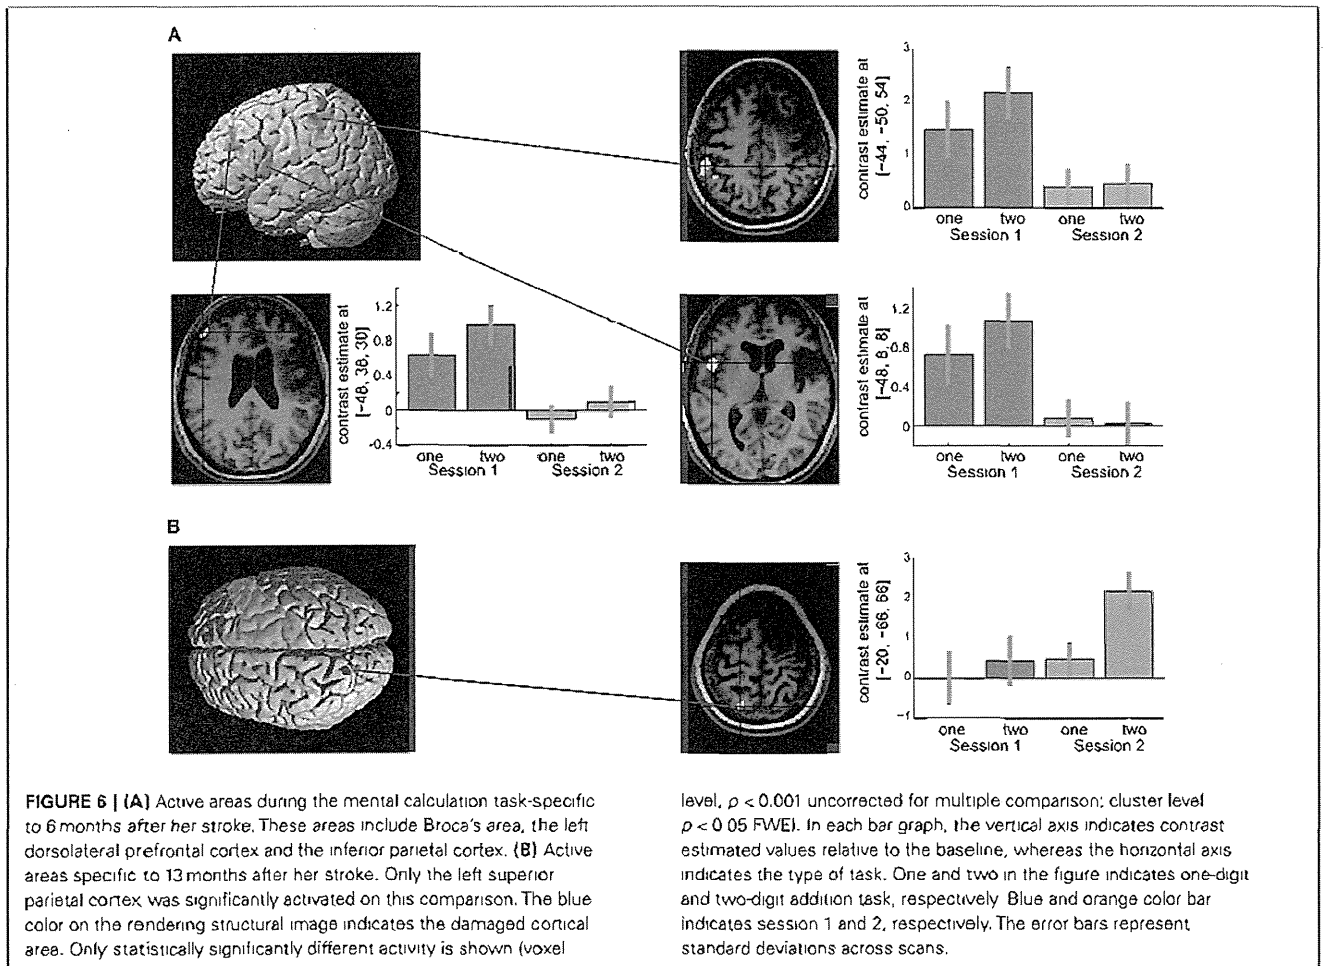 A
contrast estimate at
[-44, -50, 54]
3
2
1
0
one two one two
Session 1 Session 2
contrast estimate at
[-48, 38, 30]
1.2
0.8
0.4
0
-0.4
one two one two
Session 1 Session 2
contrast estimate at
[-48, 8, 8]
1.2
0.8
0.4
0
one two one two
Session 1 Session 2
B
contrast estimate at
[-20, -66, 66]
3
2
1
0
-1
one two one two
Session 1 Session 2
FIGURE 6 | (A) Active areas during the mental calculation task-specific
to 6 months after her stroke. These areas include Broca's area, the left
dorsolateral prefrontal cortex and the inferior parietal cortex. (B) Active
areas specific to 13 months after her stroke. Only the left superior
parietal cortex was significantly activated on this comparison. The blue
color on the rendering structural image indicates the damaged cortical
area. Only statistically significantly different activity is shown (voxel
level, p < 0.001 uncorrected for multiple comparison; cluster level
p < 0 05 FWE). In each bar graph, the vertical axis indicates contrast
estimated values relative to the baseline, whereas the horizontal axis
indicates the type of task. One and two in the figure indicates one-digit
and two-digit addition task, respectively Blue and orange color bar
indicates session 1 and 2, respectively. The error bars represent
standard deviations across scans.